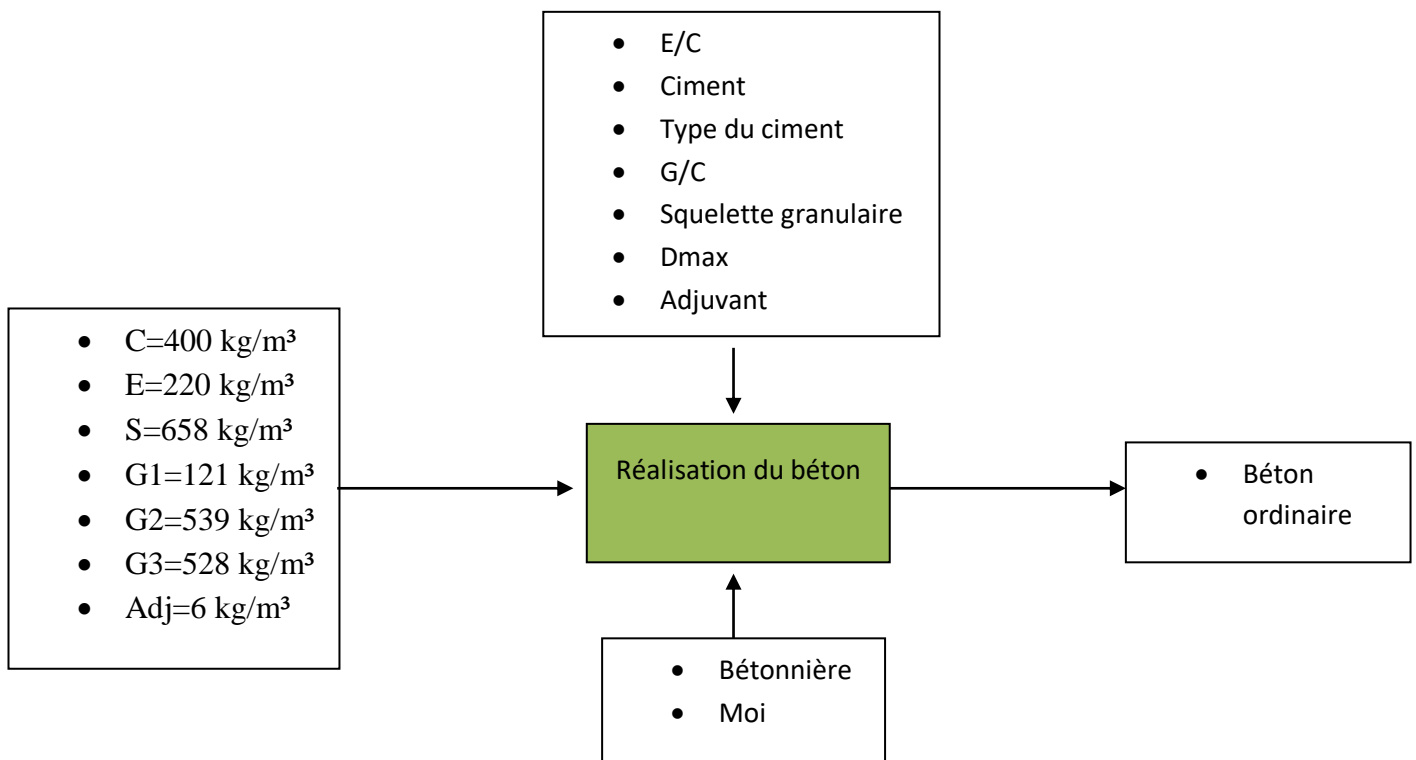 • E/C
• Ciment
• Type du ciment
• G/C
• Squelette granulaire
• Dmax
• Adjuvant
• C=400 kg/m³
• E=220 kg/m³
• S=658 kg/m³
• G1=121 kg/m³
• G2=539 kg/m³
• G3=528 kg/m³
• Adj=6 kg/m³
Réalisation du béton
• Béton
ordinaire
• Bétonnière
• Moi